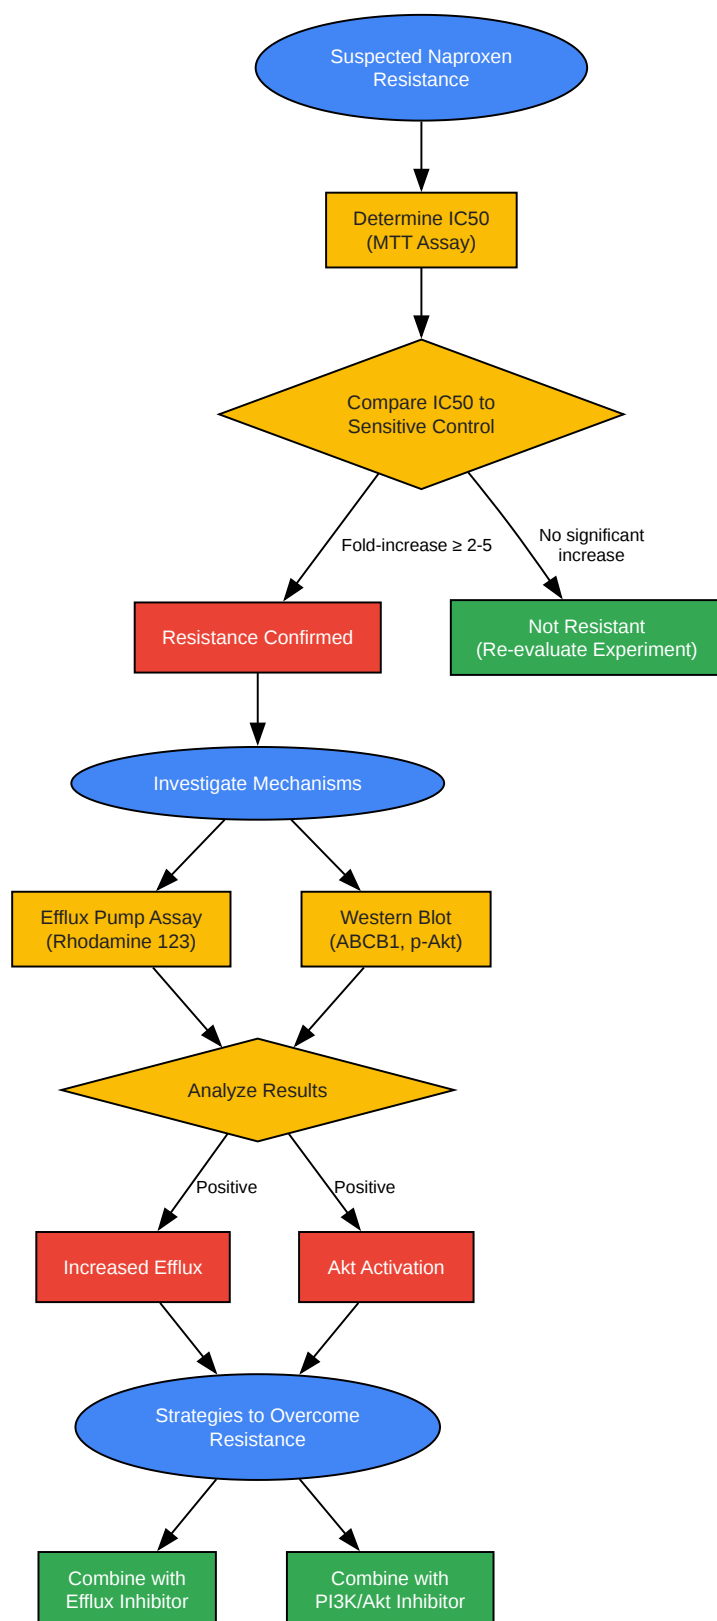 Suspected Naproxen
Resistance
Determine IC50
(MTT Assay)
Compare IC50 to
Sensitive Control
Fold-increase ≥ 2-5
No significant
increase
Resistance Confirmed
Not Resistant
(Re-evaluate Experiment)
Investigate Mechanisms
Efflux Pump Assay
(Rhodamine 123)
Western Blot
(ABCB1, p-Akt)
Analyze Results
Positive
Positive
Increased Efflux
Akt Activation
Strategies to Overcome
Resistance
Combine with
Efflux Inhibitor
Combine with
PI3K/Akt Inhibitor